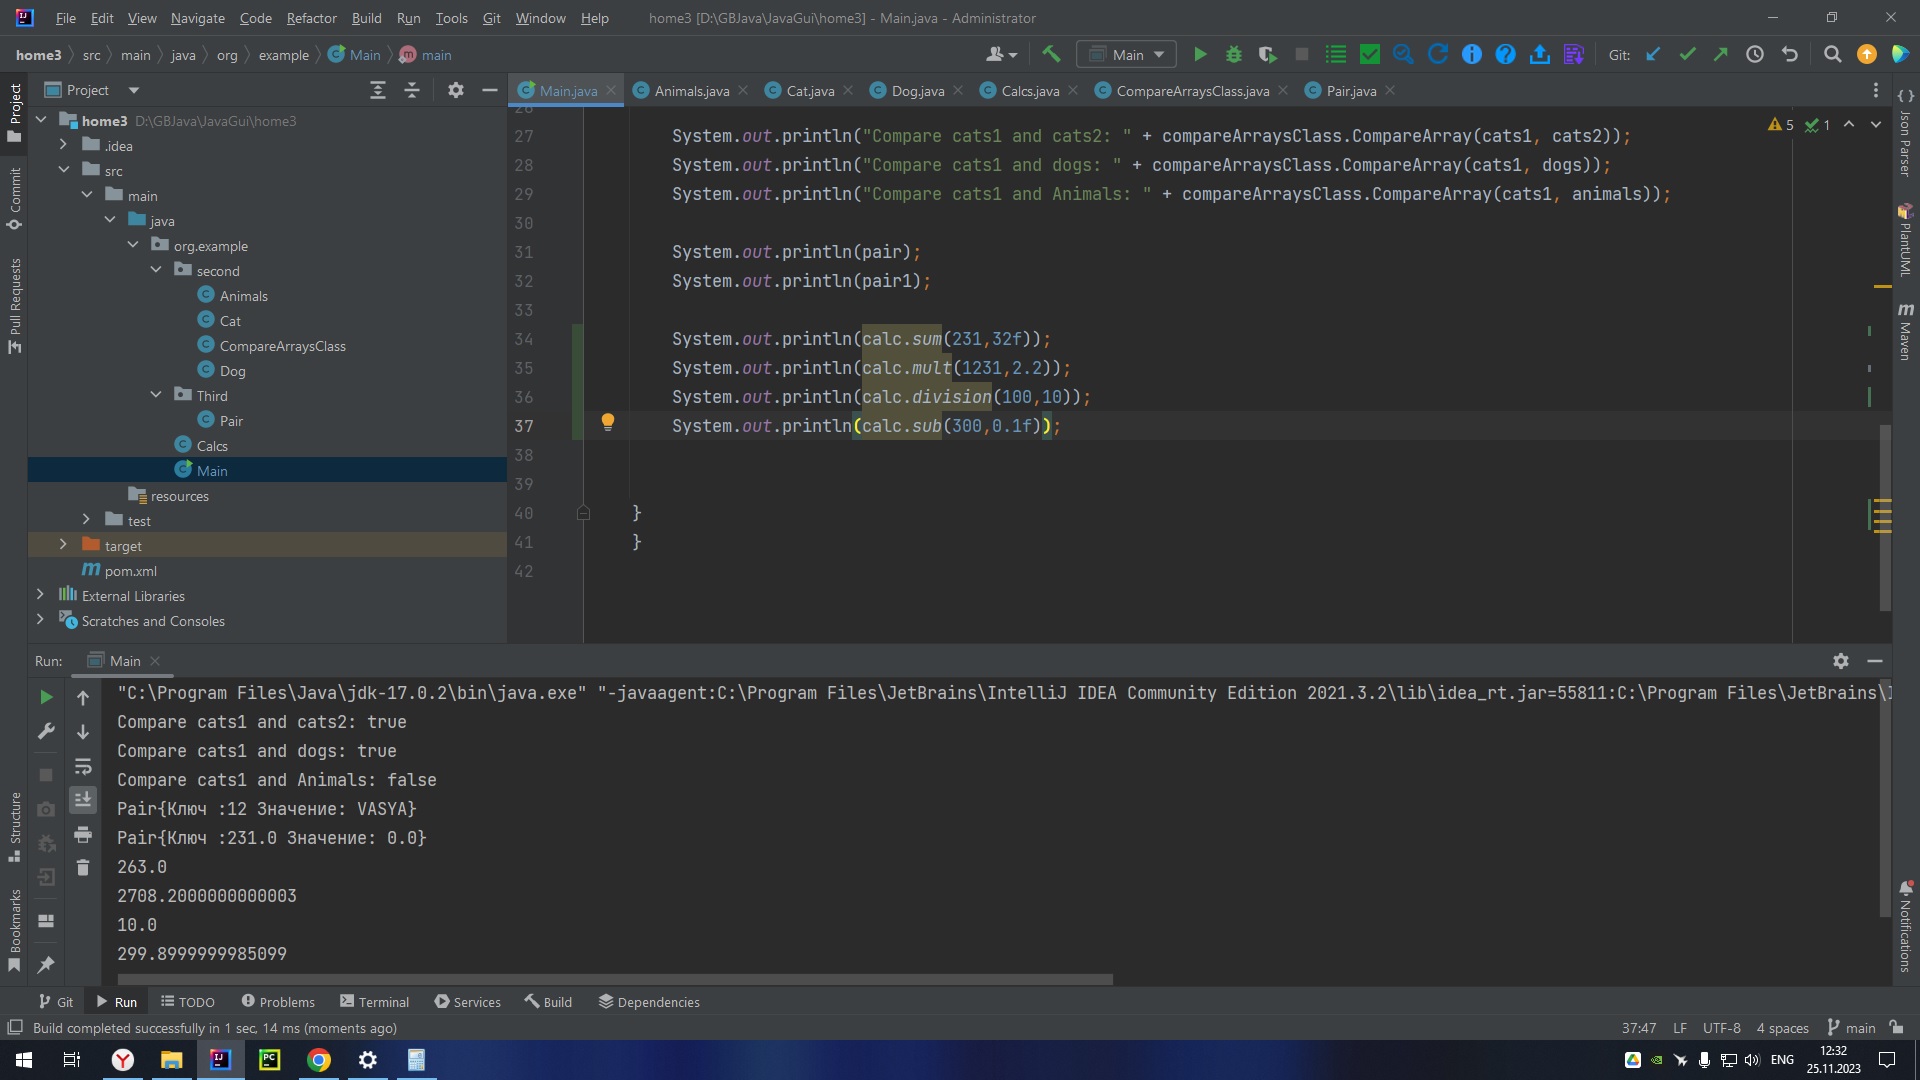 File Edit View Navigate Code Refactor Build Run Tools Git Window Help home3 [D:\GBJava\JavaGui\home3] - Main.java - Administrator
home3 src main java org example Main main
Main
Git:
Project
Main.java Animals.java Cat.java Dog.java Calcs.java CompareArraysClass.java Pair.java
home3 D:\GBJava\JavaGui\home3
.idea
src
main
java
org.example
second
Animals
Cat
CompareArraysClass
Dog
Third
Pair
Calcs
Main
resources
test
target
pom.xml
External Libraries
Scratches and Consoles
Project
Commit
Pull Requests
Structure
Bookmarks
5 1
27 System.out.println("Compare cats1 and cats2: " + compareArraysClass.CompareArray(cats1, cats2));
28 System.out.println("Compare cats1 and dogs: " + compareArraysClass.CompareArray(cats1, dogs));
29 System.out.println("Compare cats1 and Animals: " + compareArraysClass.CompareArray(cats1, animals));
30
31 System.out.println(pair);
32 System.out.println(pair1);
33
34 System.out.println(calc.sum(231,32f));
35 System.out.println(calc.mult(1231,2.2));
36 System.out.println(calc.division(100,10));
37 System.out.println(calc.sub(300,0.1f));
38
39
40 }
41 }
42
Json Parser
PlantUML
Maven
Notifications
Run: Main
"C:\Program Files\Java\jdk-17.0.2\bin\java.exe" "-javaagent:C:\Program Files\JetBrains\IntelliJ IDEA Community Edition 2021.3.2\lib\idea_rt.jar=55811:C:\Program Files\JetBrains\
Compare cats1 and cats2: true
Compare cats1 and dogs: true
Compare cats1 and Animals: false
Pair{Ключ :12 Значение: VASYA}
Pair{Ключ :231.0 Значение: 0.0}
263.0
2708.2000000000003
10.0
299.8999999985099
Git Run TODO Problems Terminal Services Build Dependencies
Build completed successfully in 1 sec, 14 ms (moments ago)
37:47 LF UTF-8 4 spaces main
ENG
12:32
25.11.2023